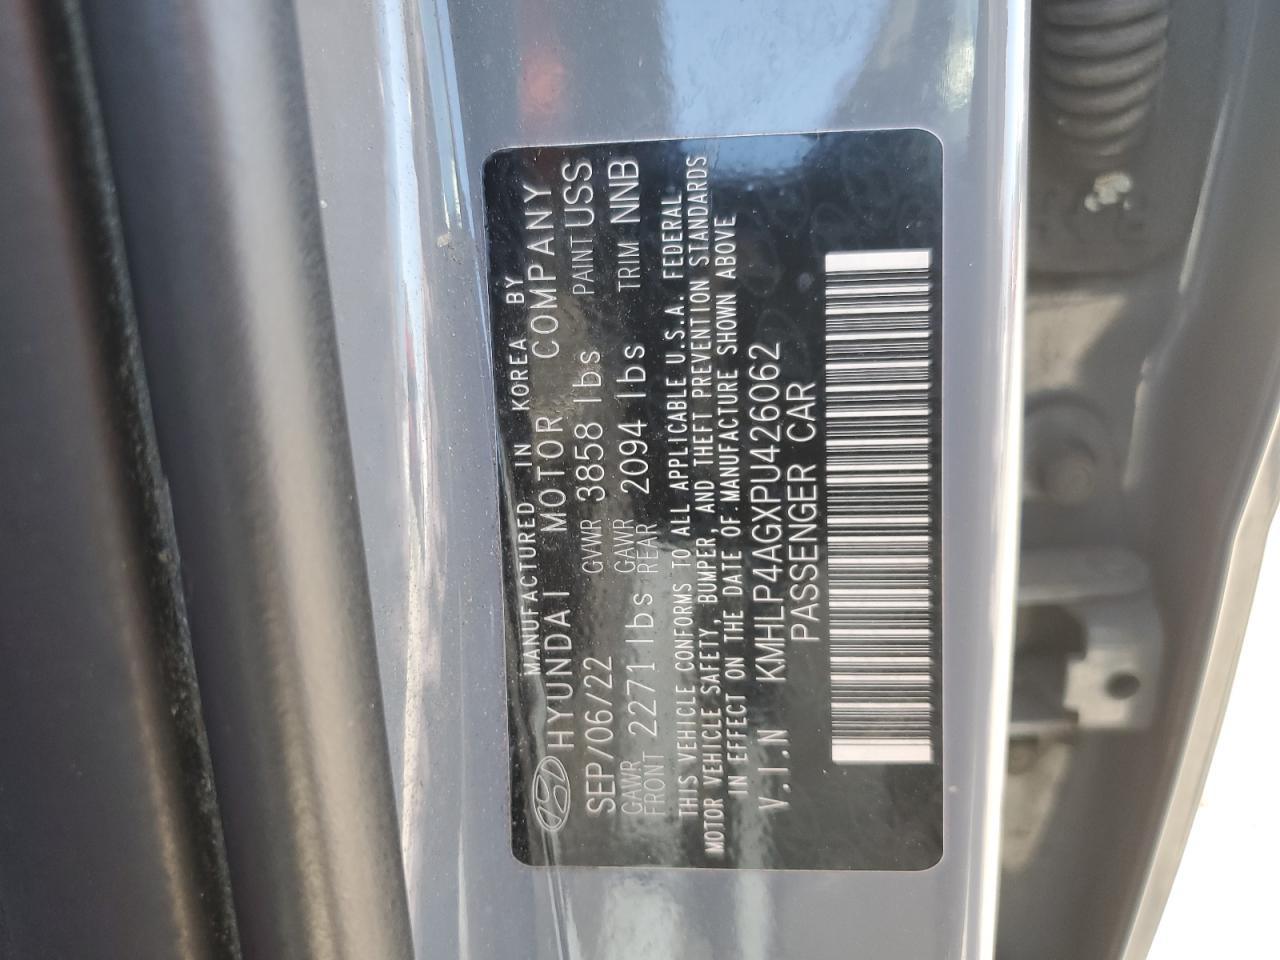 MANUFACTURED IN KOREA BY
HYUNDAI MOTOR COMPANY
SEP/06/22 GVWR 3858 lbs PAINT USS
GAWR FRONT 2271 lbs GAWR REAR 2094 lbs TRIM NNB
THIS VEHICLE CONFORMS TO ALL APPLICABLE U.S.A. FEDERAL
MOTOR VEHICLE SAFETY, BUMPER, AND THEFT PREVENTION STANDARDS
IN EFFECT ON THE DATE OF MANUFACTURE SHOWN ABOVE
V.I.N KMHLP4AGXPU426062
PASSENGER CAR